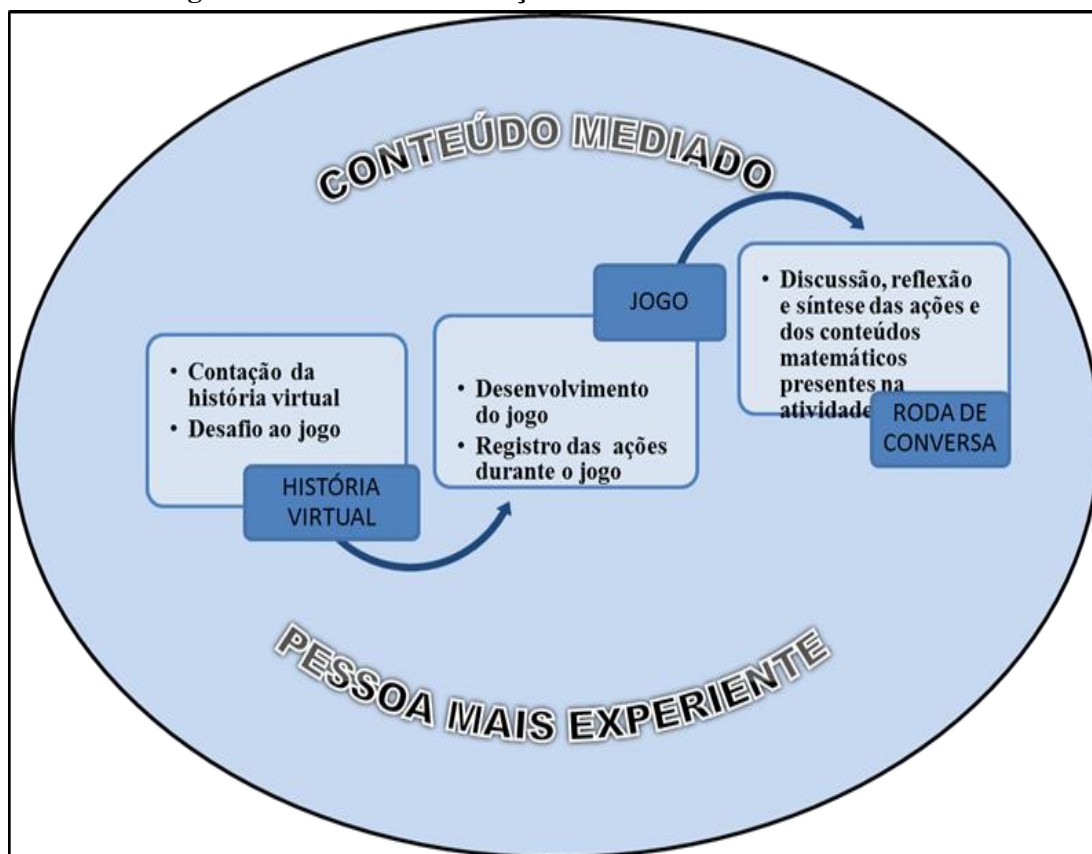 CONTEÚDO MEDIADO
• Contação da
história virtual
• Desafio ao jogo
HISTÓRIA
VIRTUAL
• Desenvolvimento
do jogo
• Registro das ações
durante o jogo
JOGO
• Discussão, reflexão
e síntese das ações e
dos conteúdos
matemáticos
presentes na
atividade
RODA DE
CONVERSA
PESSOA MAIS EXPERIENTE